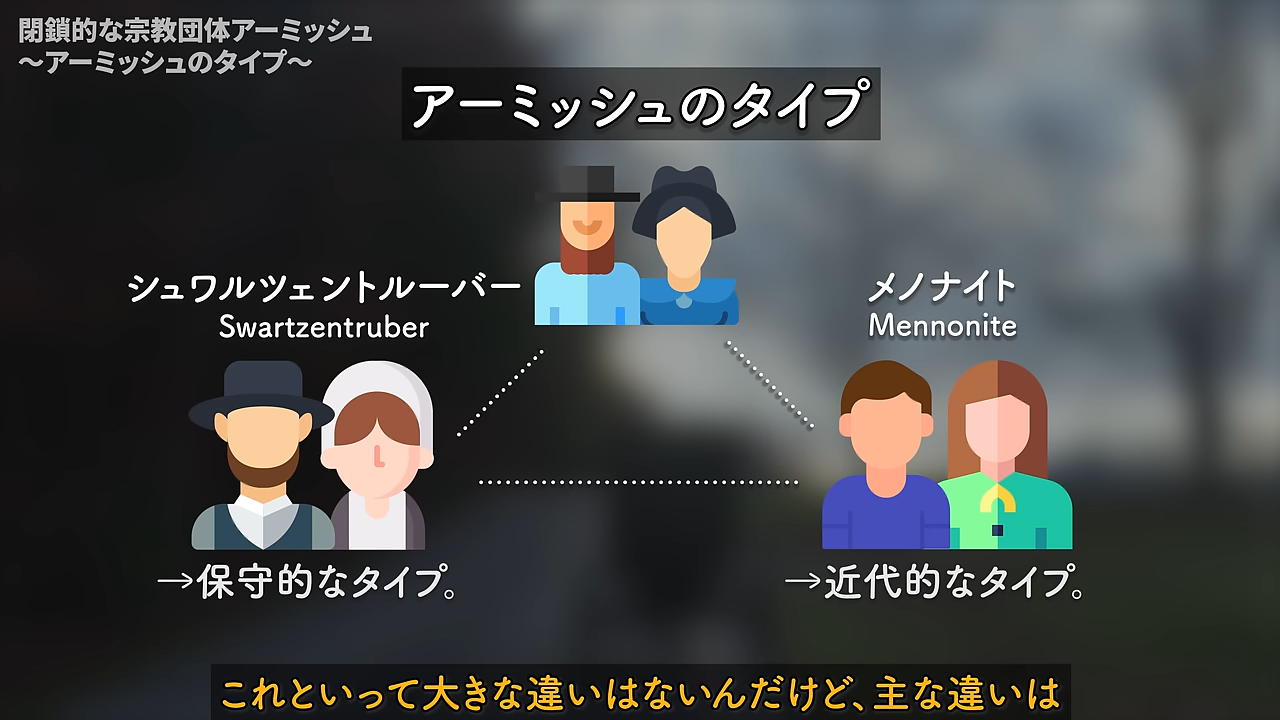 閉鎖的な宗教団体アーミッシュ
～アーミッシュのタイプ～
アーミッシュのタイプ
シュワルツェントルーバー
Swartzentruber
メノナイト
Mennonite
→保守的なタイプ。
→近代的なタイプ。
これといって大きな違いはないんだけど、主な違いは